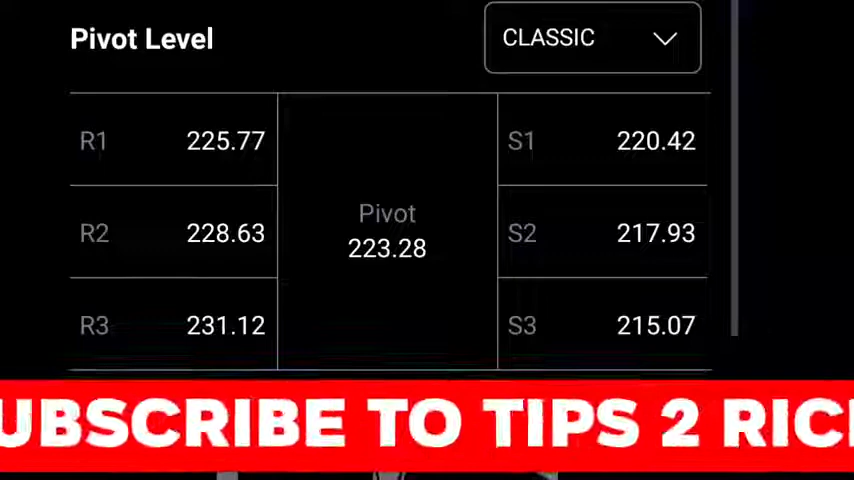 Pivot Level
CLASSIC
R1 225.77
S1 220.42
Pivot
R2 228.63
223.28
S2 217.93
R3 231.12
S3 215.07
UBSCRIBE TO TIPS 2 RIC